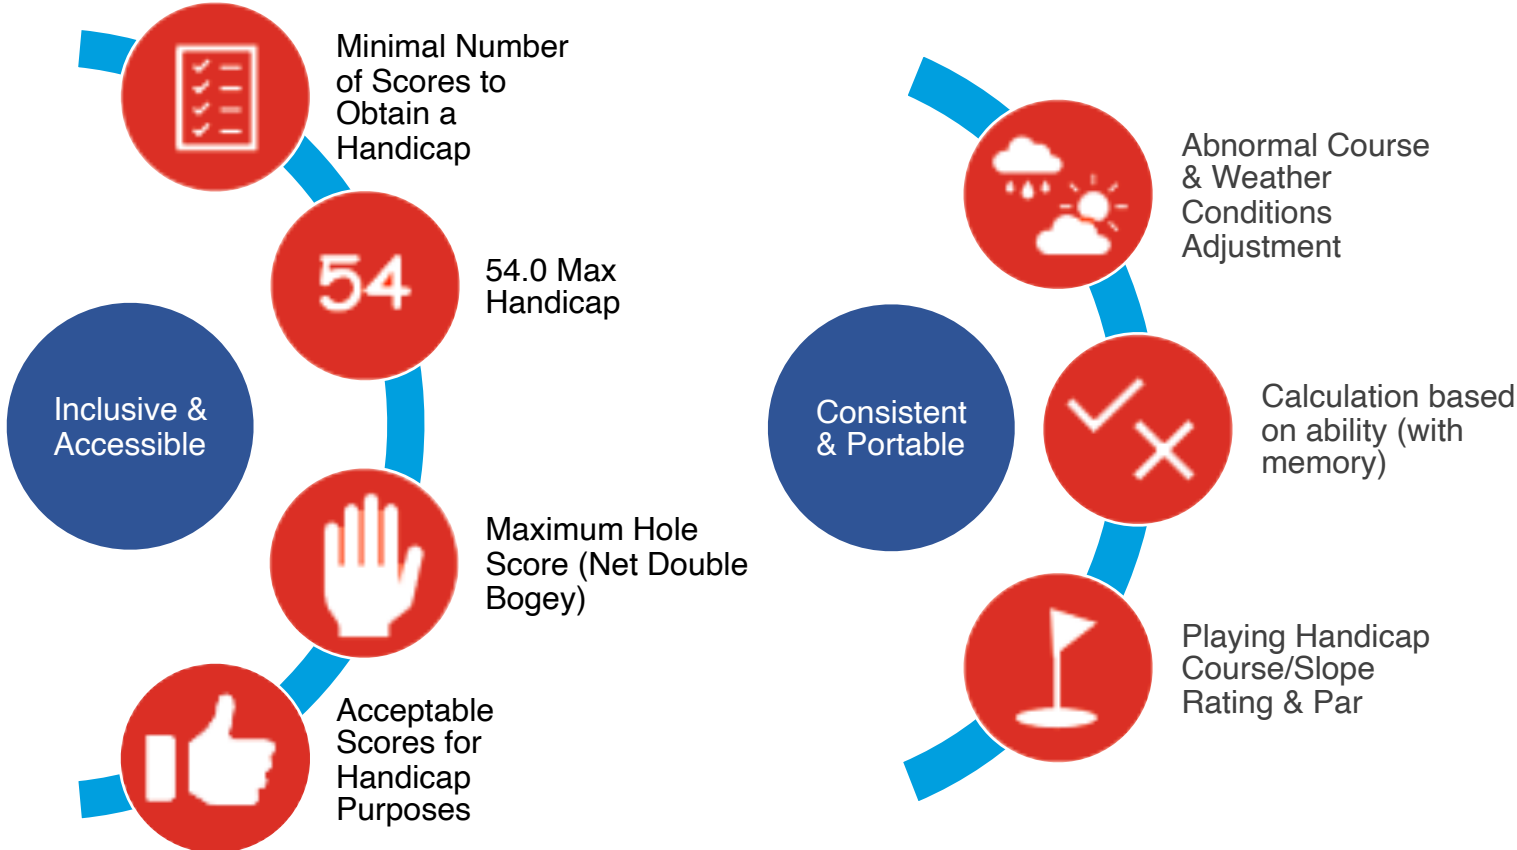 Minimal Number
of Scores to
Obtain a
Handicap
54
54.0 Max
Handicap
Inclusive &
Accessible
Maximum Hole
Score (Net Double
Bogey)
Acceptable
Scores for
Handicap
Purposes
Abnormal Course
& Weather
Conditions
Adjustment
Consistent
& Portable
Calculation based
on ability (with
memory)
Playing Handicap
Course/Slope
Rating & Par